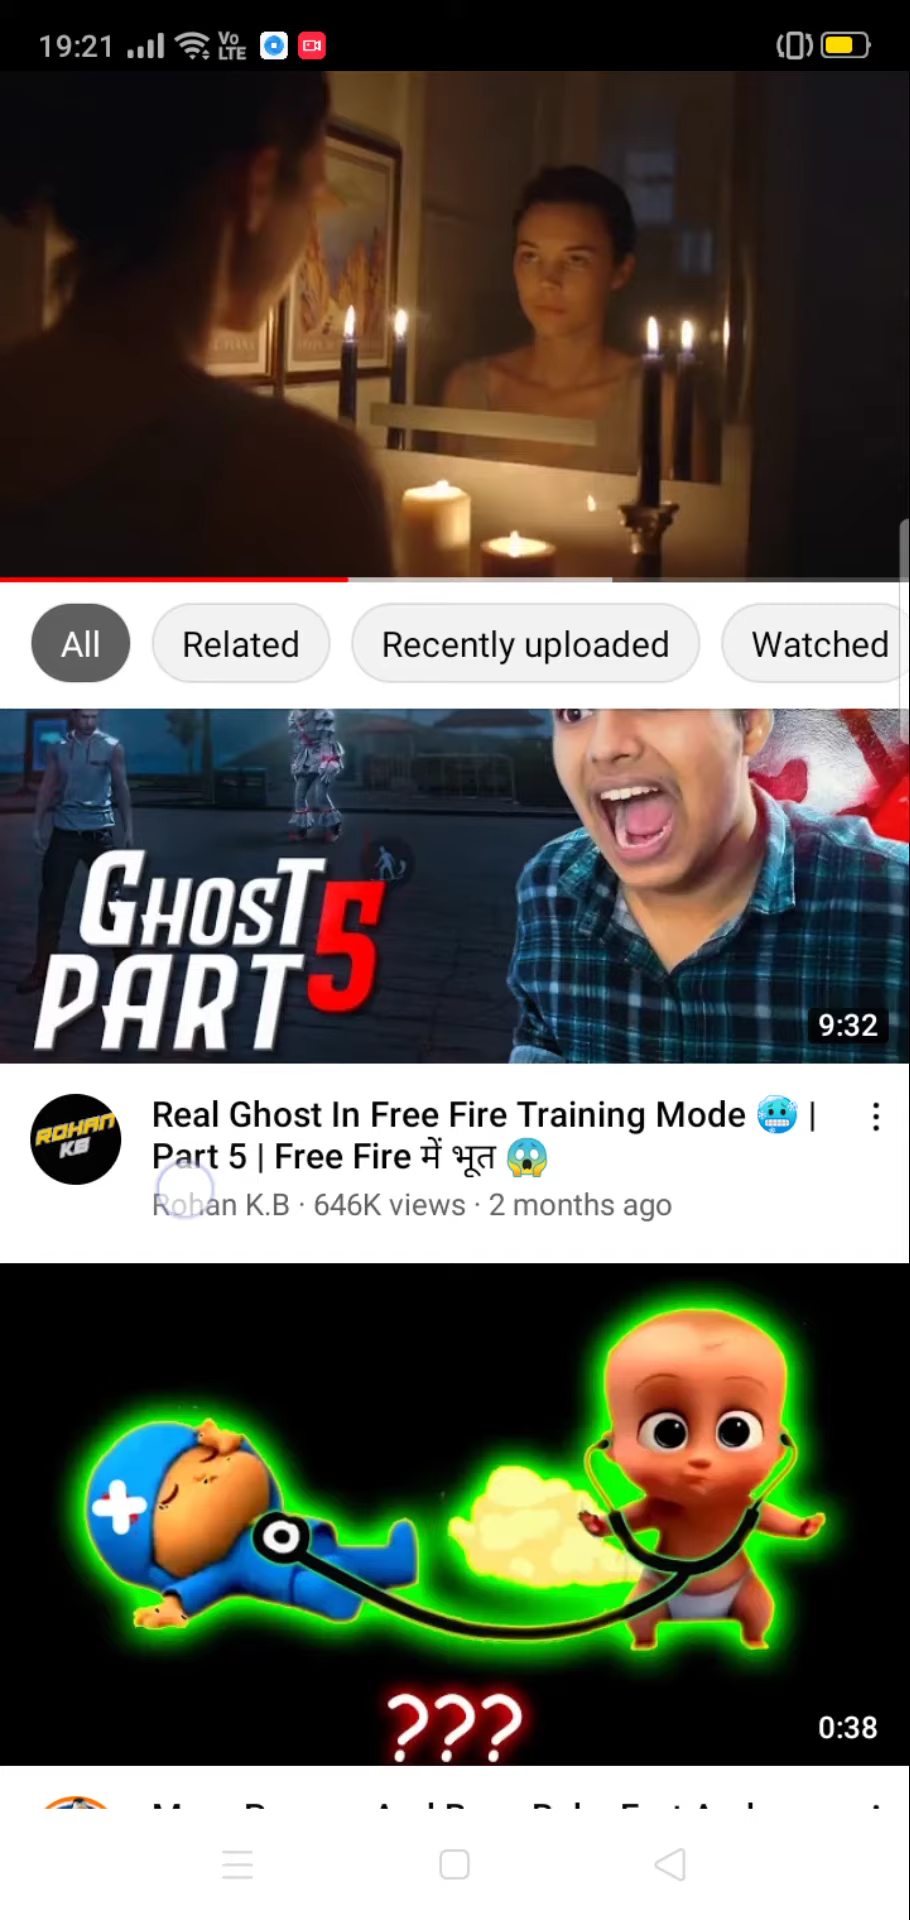 19:21 Vo LTE
All Related Recently uploaded Watched
GHOST
PART 5
9:32
ROHAN
KB
Real Ghost In Free Fire Training Mode 🥶 |
Part 5 | Free Fire में भूत 😱
Rohan K.B · 646K views · 2 months ago
???
0:38